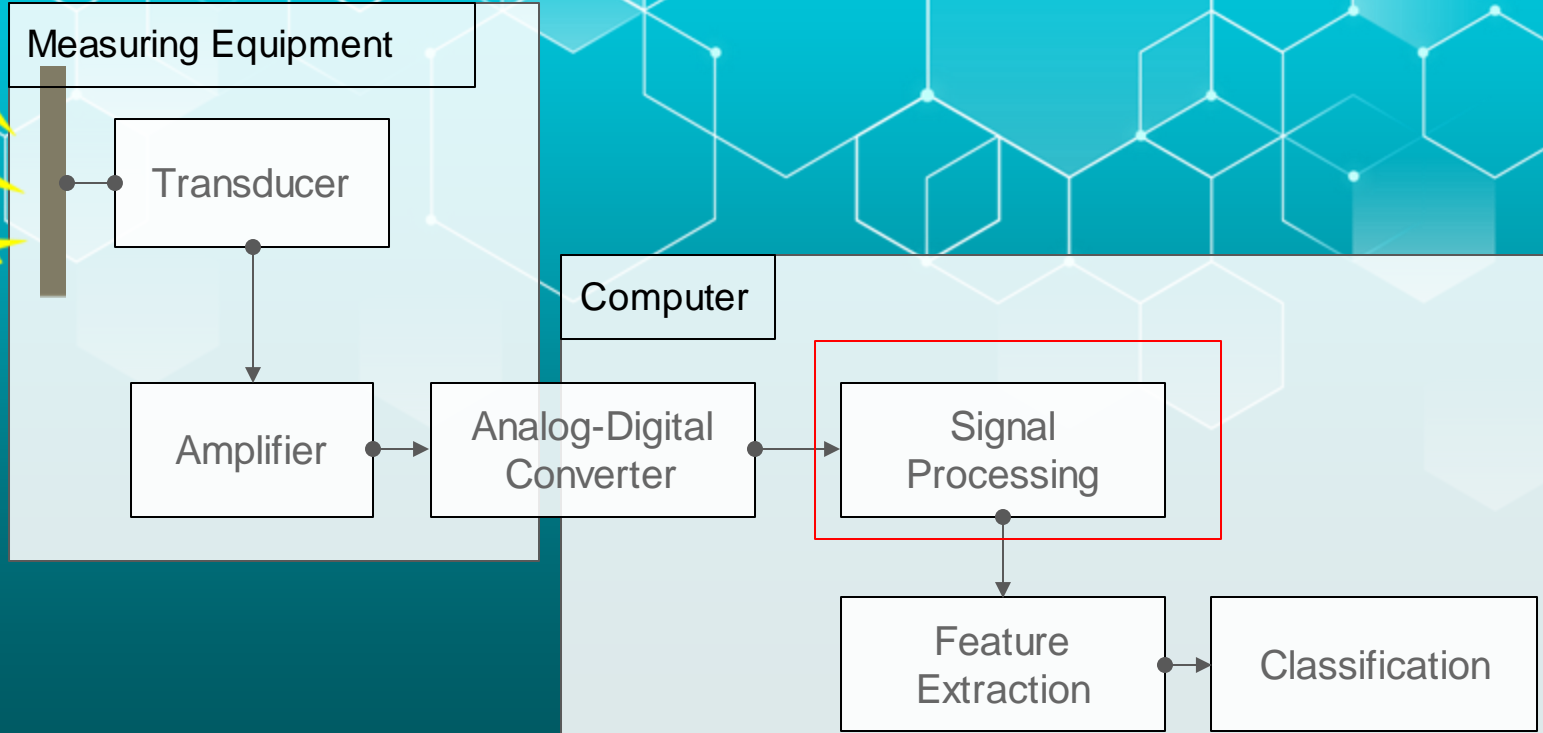 Measuring Equipment
Transducer
Computer
Amplifier
Analog-Digital
Converter
Signal
Processing
Feature
Extraction
Classification